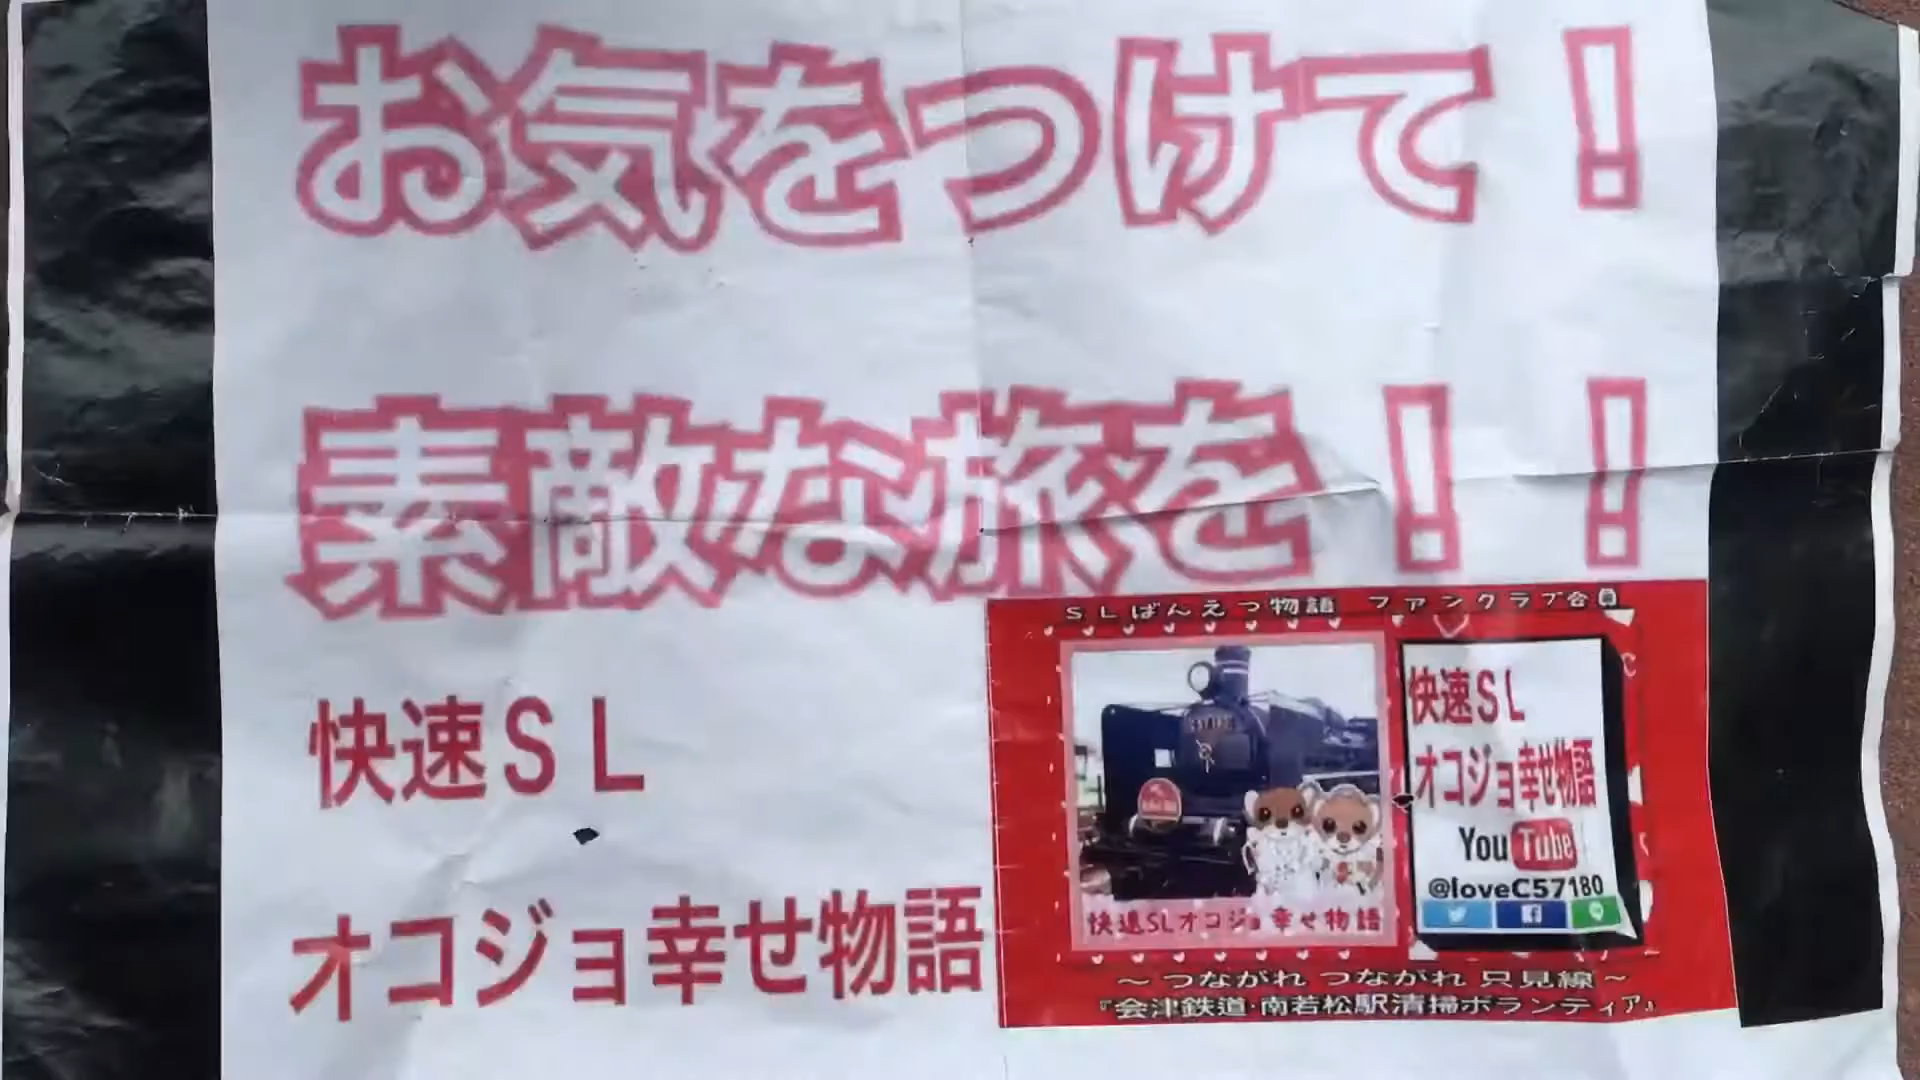 お気をつけて！
素敵な旅を！！
快速ＳＬ
オコジョ幸せ物語
ＳＬばんえつ物語　ファンクラブ会員
快速ＳＬ
オコジョ幸せ物語
YouTube
@loveC57180
快速SLオコジョ幸せ物語
～つながれ つながれ 只見線～
『会津鉄道・南若松駅清掃ボランティア』